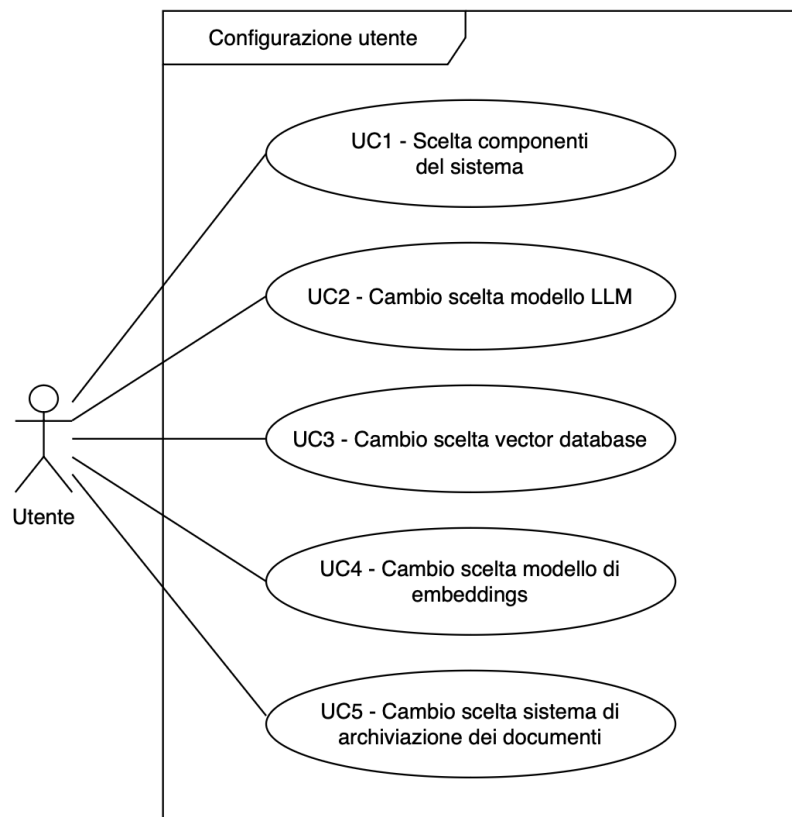 Configurazione utente
UC1 - Scelta componenti
del sistema
UC2 - Cambio scelta modello LLM
UC3 - Cambio scelta vector database
Utente
UC4 - Cambio scelta modello di
embeddings
UC5 - Cambio scelta sistema di
archiviazione dei documenti